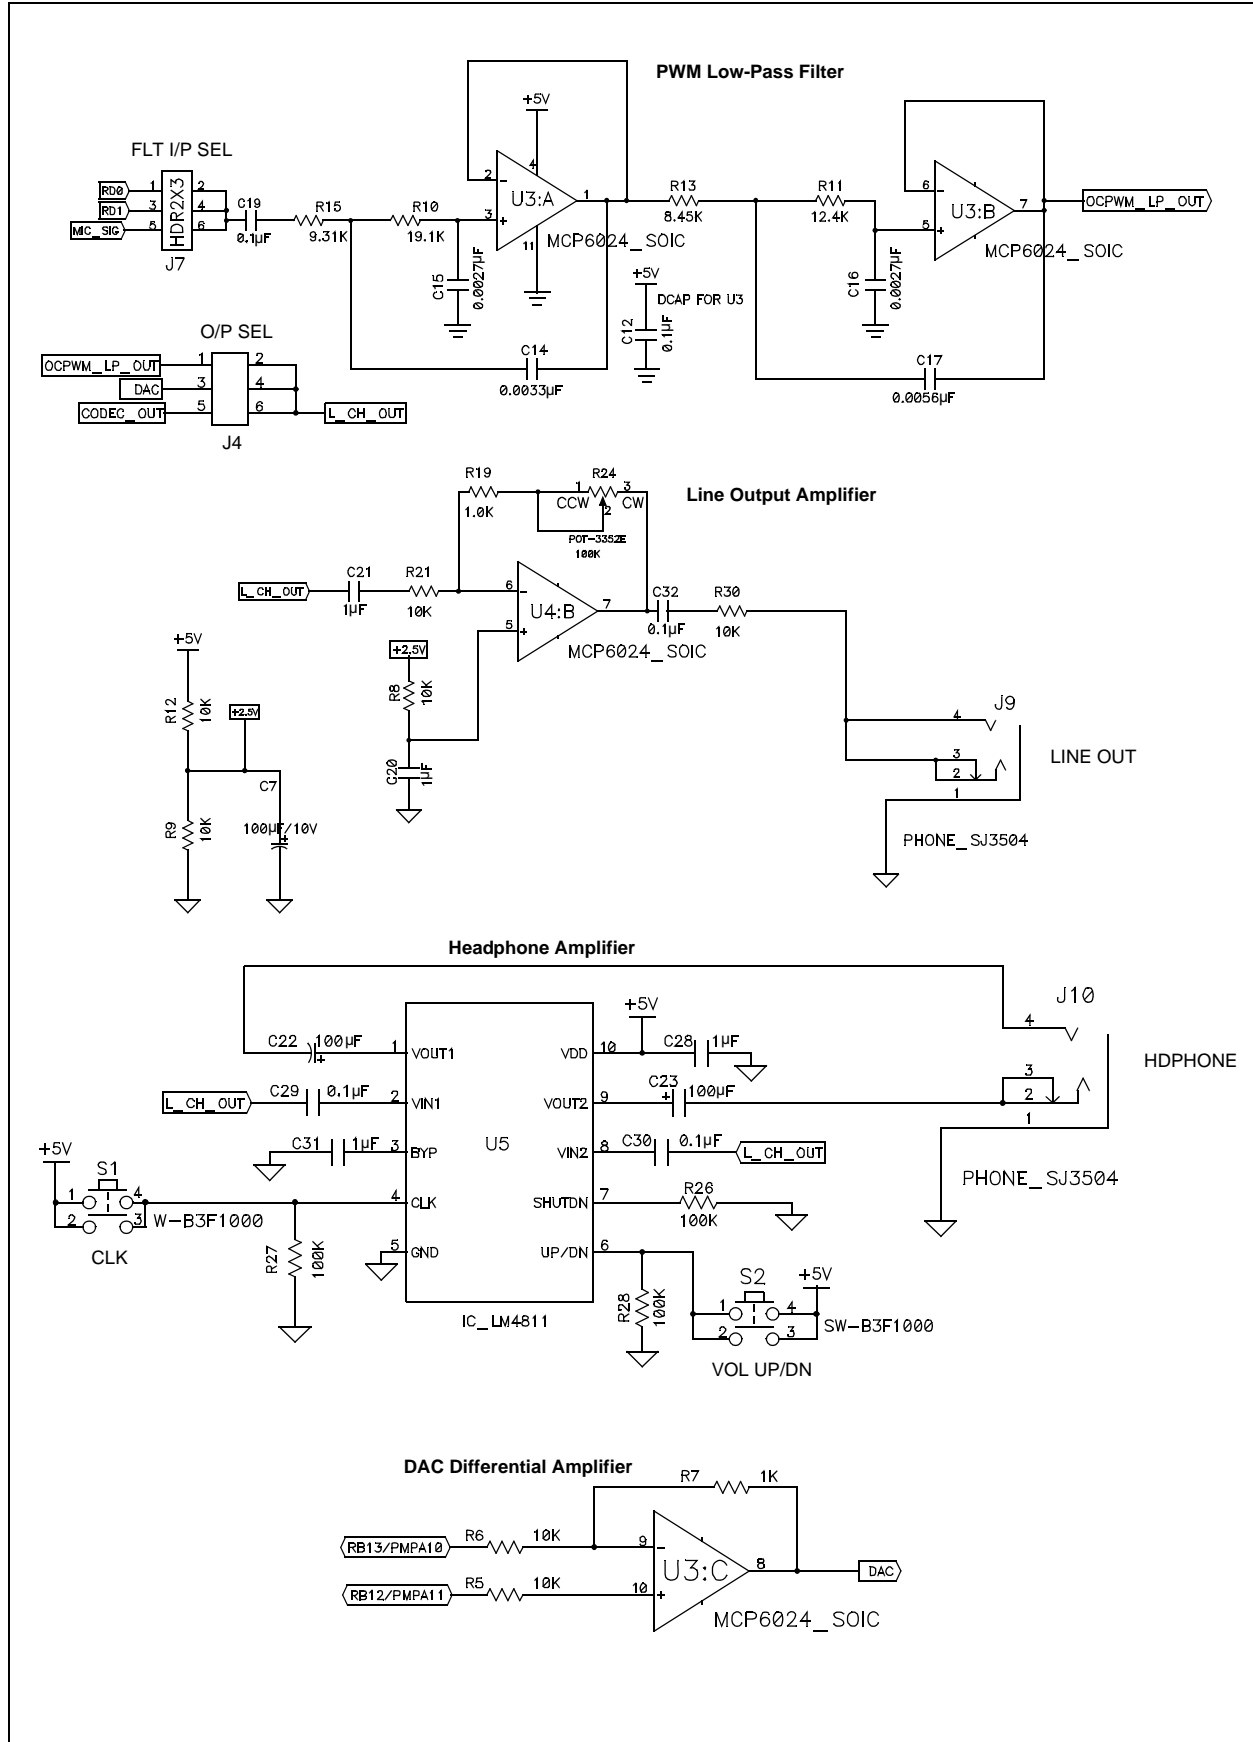 PWM Low-Pass Filter
+5V
FLT I/P SEL
RD0
RD1
MIC_SIG
1
3
5
HDR2X3
2
4
6
J7
C19
0.1µF
R15
9.31K
R10
19.1K
C15
0.0027µF
2
3
4
11
1
U3:A
MCP6024_SOIC
C14
0.0033µF
R13
8.45K
+5V
DCAP FOR U3
C12
0.1µF
R11
12.4K
C16
0.0027µF
6
5
7
U3:B
MCP6024_SOIC
OCPWM_LP_OUT
C17
0.0056µF
O/P SEL
OCPWM_LP_OUT
DAC
CODEC_OUT
1
3
5
2
4
6
L_CH_OUT
J4
Line Output Amplifier
R19
1.0K
R24
1
3
CCW
CW
2
POT-3352E
100K
L_CH_OUT
C21
1µF
R21
10K
6
5
7
U4:B
MCP6024_SOIC
C32
0.1µF
R30
10K
+2.5V
R8
10K
C20
1µF
+5V
R12
10K
+2.5V
C7
R9
10K
100µF/10V
+
J9
4
3
2
1
LINE OUT
PHONE_SJ3504
Headphone Amplifier
C22
100µF
+
1
VOUT1
L_CH_OUT
C29
0.1µF
2
VIN1
C31
1µF
3
BYP
U5
+5V
S1
1
2
4
3
W-B3F1000
CLK
4
CLK
R27
100K
5
GND
IC_LM4811
+5V
VDD
10
C28
1µF
VOUT2
9
C23
+
100µF
VIN2
8
C30
0.1µF
L_CH_OUT
SHUTDN
7
R26
100K
UP/DN
6
R28
100K
S2
+5V
1
2
4
3
SW-B3F1000
VOL UP/DN
J10
4
3
2
1
HDPHONE
PHONE_SJ3504
DAC Differential Amplifier
R7
1K
RB13/PMPA10
R6
10K
9
RB12/PMPA11
R5
10K
10
U3:C
8
DAC
MCP6024_SOIC